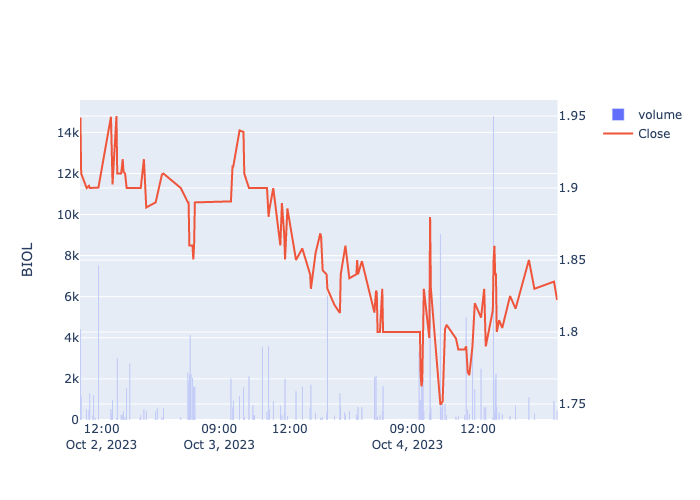 volume
Close
BIOL
14k
12k
10k
8k
6k
4k
2k
0
1.95
1.9
1.85
1.8
1.75
12:00
Oct 2, 2023
09:00
Oct 3, 2023
12:00
09:00
Oct 4, 2023
12:00